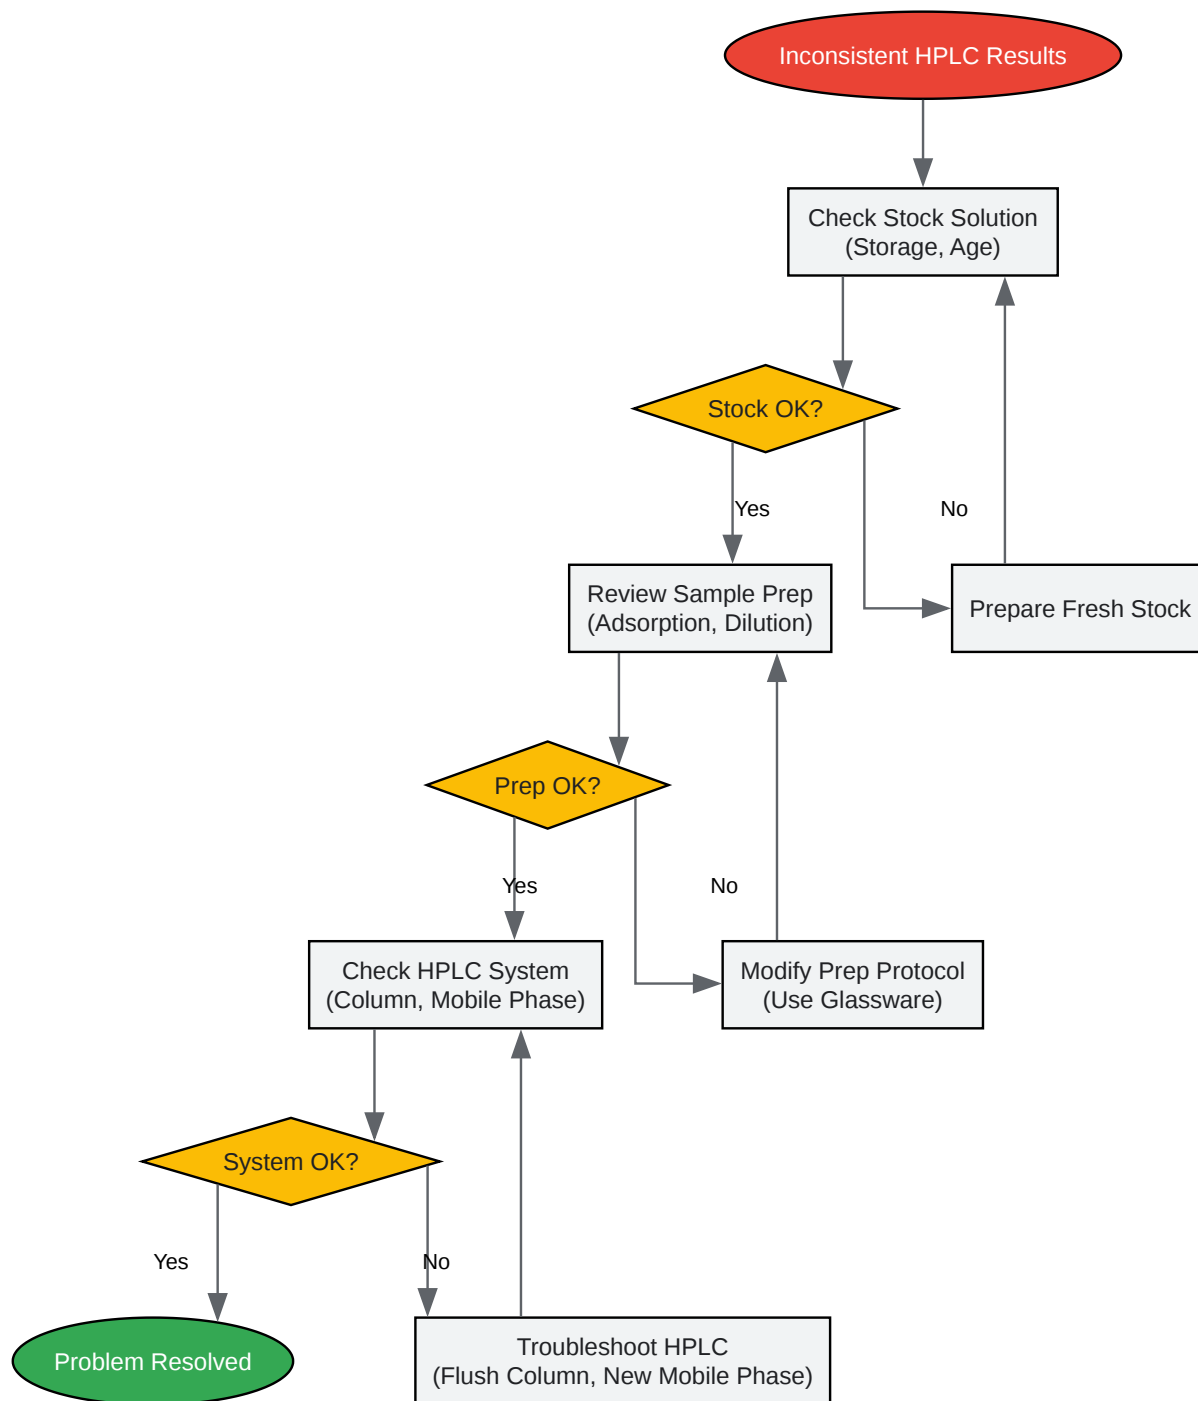 Inconsistent HPLC Results
Check Stock Solution
(Storage, Age)
Stock OK?
Yes
No
Review Sample Prep
(Adsorption, Dilution)
Prepare Fresh Stock
Prep OK?
Yes
No
Check HPLC System
(Column, Mobile Phase)
Modify Prep Protocol
(Use Glassware)
System OK?
Yes
No
Problem Resolved
Troubleshoot HPLC
(Flush Column, New Mobile Phase)